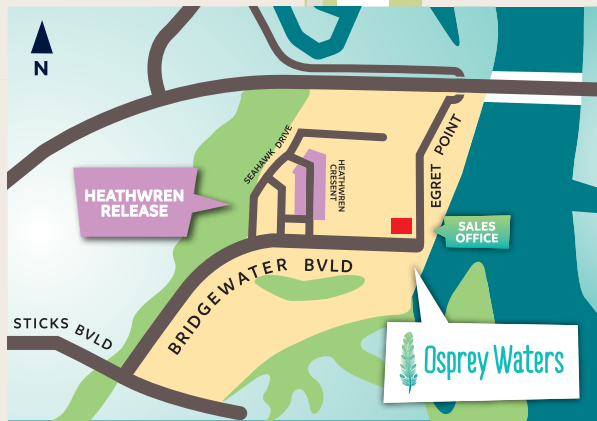 N
SEAHAWK DRIVE
HEATHWREN
CRESENT
EGRET POINT
HEATHWREN
RELEASE
SALES
OFFICE
BRIDGEWATER BVLD
STICKS BVLD
Osprey Waters